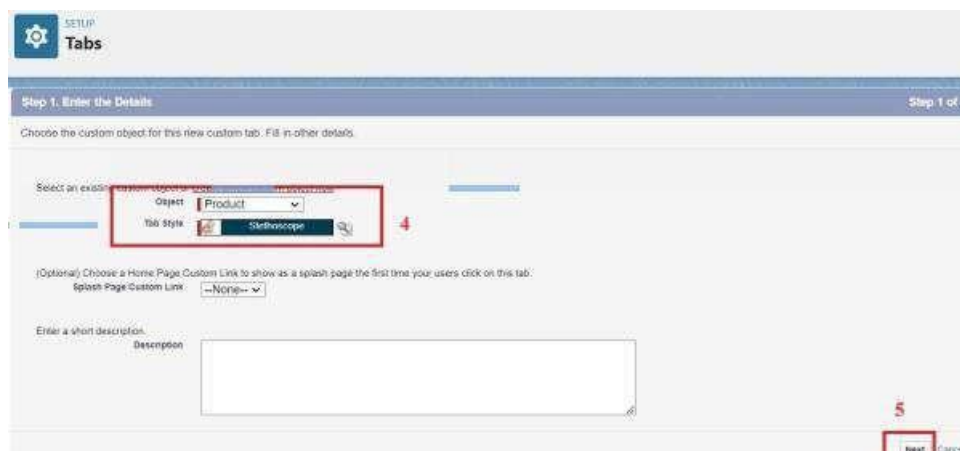 SETUP
Tabs
Step 1. Enter the Details
Step 1 of
Choose the custom object for this new custom tab. Fill in other details.
Select an existing custom object or
Object
Product
Tab Style
Stethoscope
4
(Optional) Choose a Home Page Custom Link to show as a splash page the first time your users click on this tab.
Splash Page Custom Link
--None--
Enter a short description.
Description
5
Next